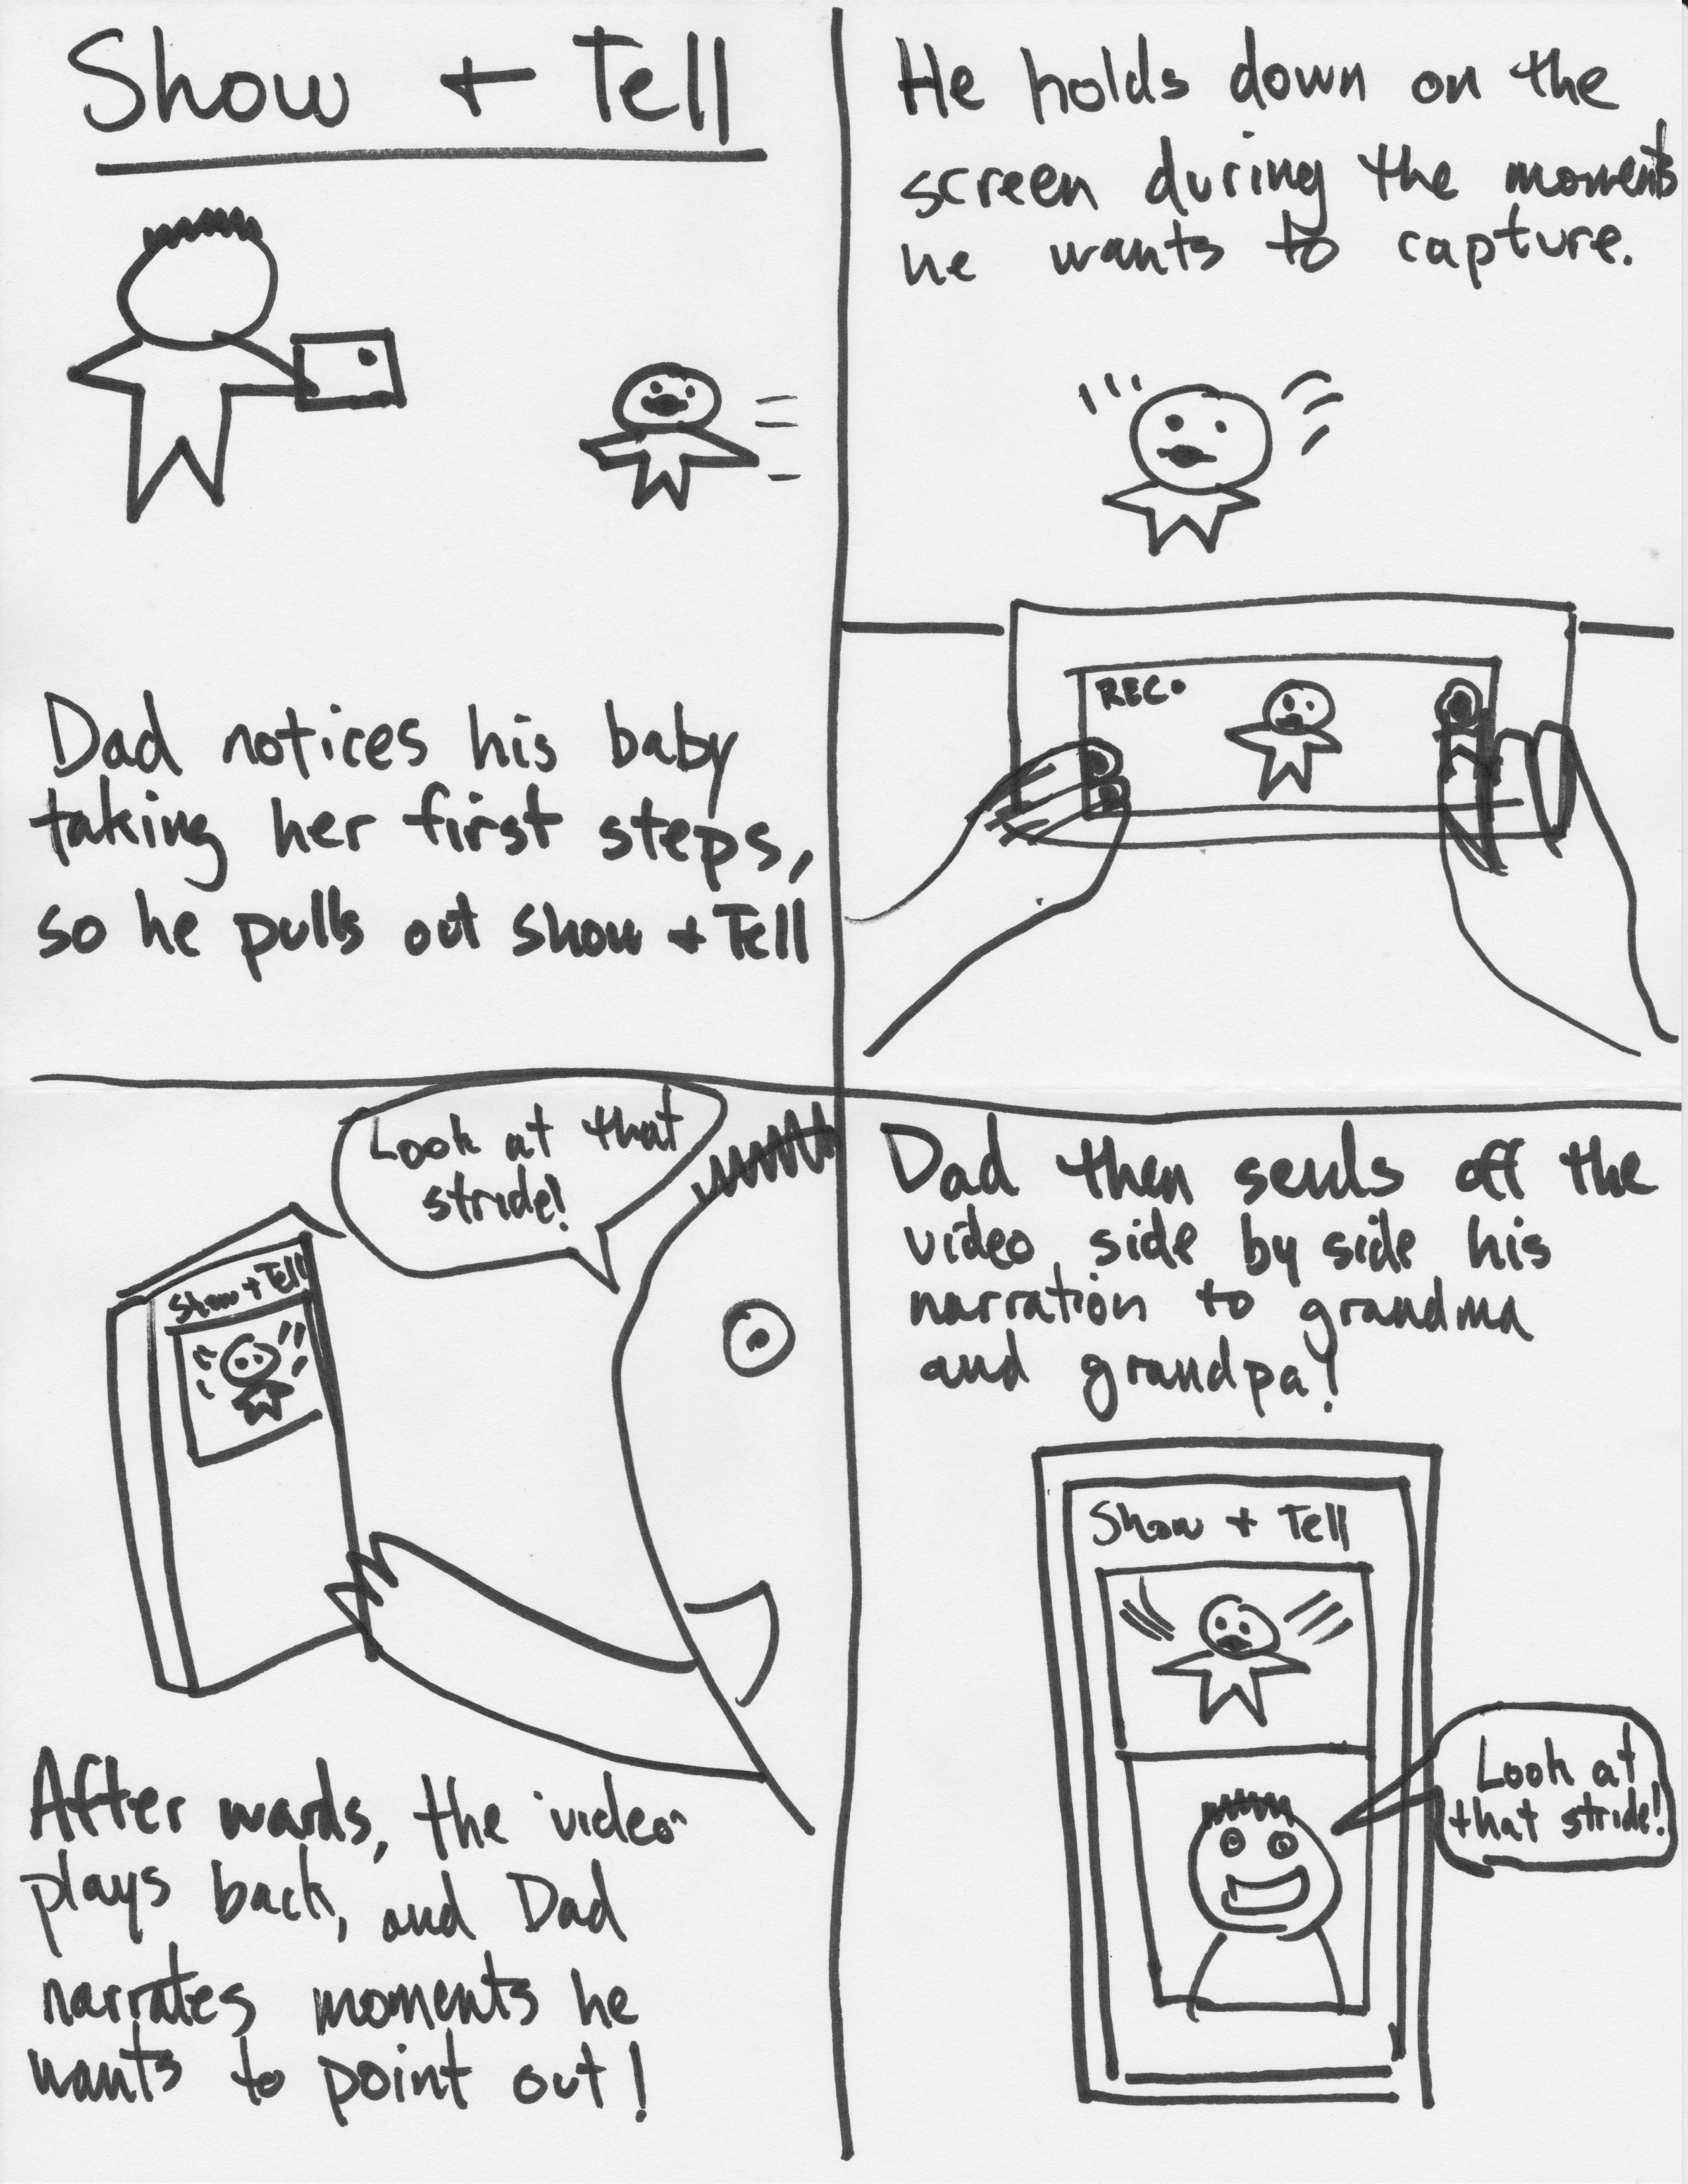 Show + Tell
Dad notices his baby
taking her first steps,
so he pulls out Show + Tell
He holds down on the
screen during the moments
he wants to capture.
REC
Look at that
stride!
Show + Tell
After wards, the video
plays back, and Dad
narrates moments he
wants to point out!
Dad then sends off the
video side by side his
narration to grandma
and grandpa!
Show + Tell
Look at
that stride!